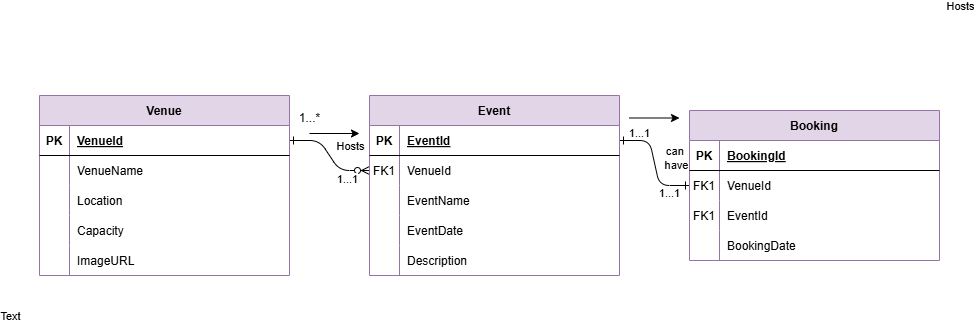 Hosts
Venue
PK VenueId
VenueName
Location
Capacity
ImageURL
1...*
Hosts
1...1
Event
PK EventId
FK1 VenueId
EventName
EventDate
Description
1...1
can
have
1...1
Booking
PK BookingId
FK1 VenueId
FK1 EventId
BookingDate
Text